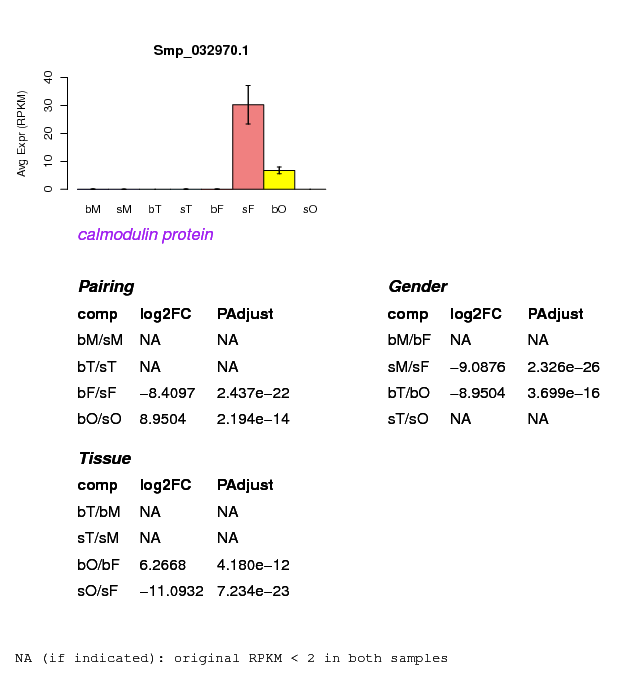 Smp_032970.1
Avg Expr (RPKM)
40
30
20
10
0
bM sM bT sT bF sF bO sO
calmodulin protein
Pairing
comp log2FC PAdjust
bM/sM NA NA
bT/sT NA NA
bF/sF −8.4097 2.437e−22
bO/sO 8.9504 2.194e−14
Gender
comp log2FC PAdjust
bM/bF NA NA
sM/sF −9.0876 2.326e−26
bT/bO −8.9504 3.699e−16
sT/sO NA NA
Tissue
comp log2FC PAdjust
bT/bM NA NA
sT/sM NA NA
bO/bF 6.2668 4.180e−12
sO/sF −11.0932 7.234e−23
NA (if indicated): original RPKM < 2 in both samples